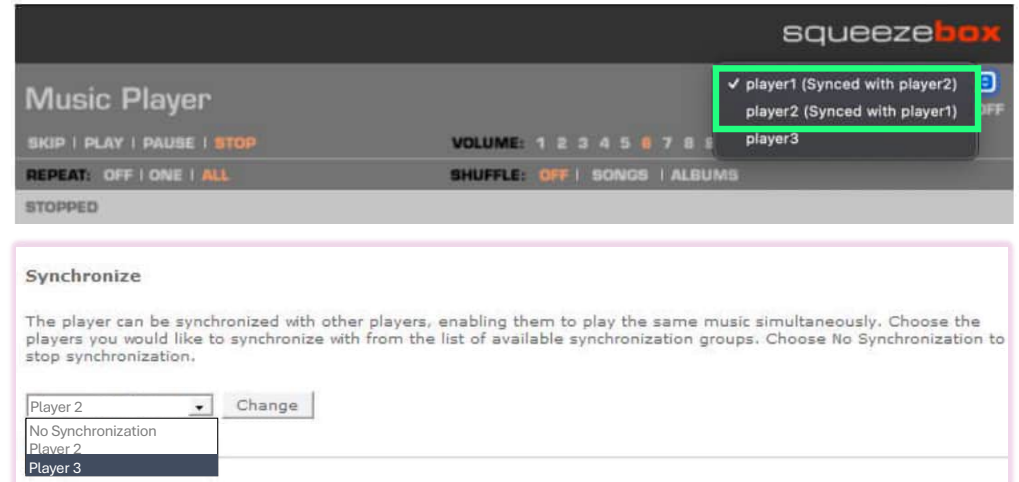 squeezebox
✓ player1 (Synced with player2)
Music Player
player2 (Synced with player1)
OFF
player3
SKIP | PLAY | PAUSE | STOP
VOLUME: 1 2 3 4 5 6 7 8
REPEAT: OFF | ONE | ALL
SHUFFLE: OFF | SONGS | ALBUMS
STOPPED
Synchronize
The player can be synchronized with other players, enabling them to play the same music simultaneously. Choose the
players you would like to synchronize with from the list of available synchronization groups. Choose No Synchronization to
stop synchronization.
Player 2
Change
No Synchronization
Player 2
Player 3